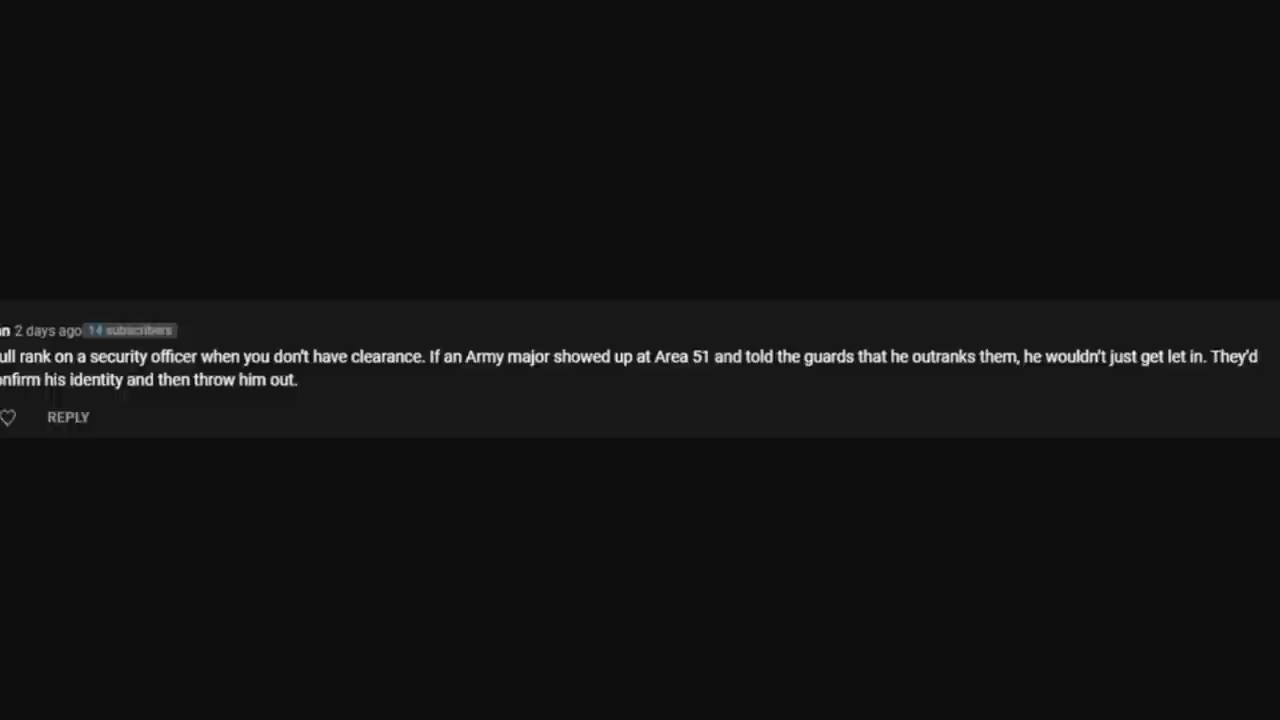 an 2 days ago 14 subscribers
ull rank on a security officer when you don't have clearance. If an Army major showed up at Area 51 and told the guards that he outranks them, he wouldn't just get let in. They'd
onfirm his identity and then throw him out.
REPLY